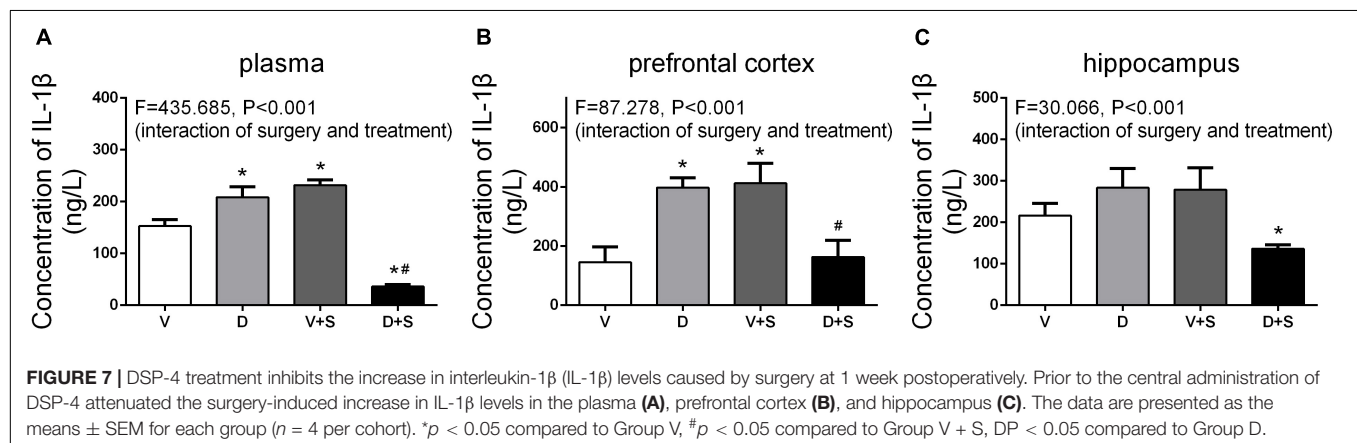 A
plasma
Concentration of IL-1β
(ng/L)
400
300
200
100
0
F=435.685, P<0.001
(interaction of surgery and treatment)
*
*
*#
V
D
V+S
D+S
B
prefrontal cortex
Concentration of IL-1β
(ng/L)
600
400
200
0
F=87.278, P<0.001
(interaction of surgery and treatment)
*
*
#
V
D
V+S
D+S
C
hippocampus
Concentration of IL-1β
(ng/L)
500
400
300
200
100
0
F=30.066, P<0.001
(interaction of surgery and treatment)
*
V
D
V+S
D+S
FIGURE 7 | DSP-4 treatment inhibits the increase in interleukin-1β (IL-1β) levels caused by surgery at 1 week postoperatively. Prior to the central administration of
DSP-4 attenuated the surgery-induced increase in IL-1β levels in the plasma (A), prefrontal cortex (B), and hippocampus (C). The data are presented as the
means ± SEM for each group (n = 4 per cohort). *p < 0.05 compared to Group V, #p < 0.05 compared to Group V + S, DP < 0.05 compared to Group D.